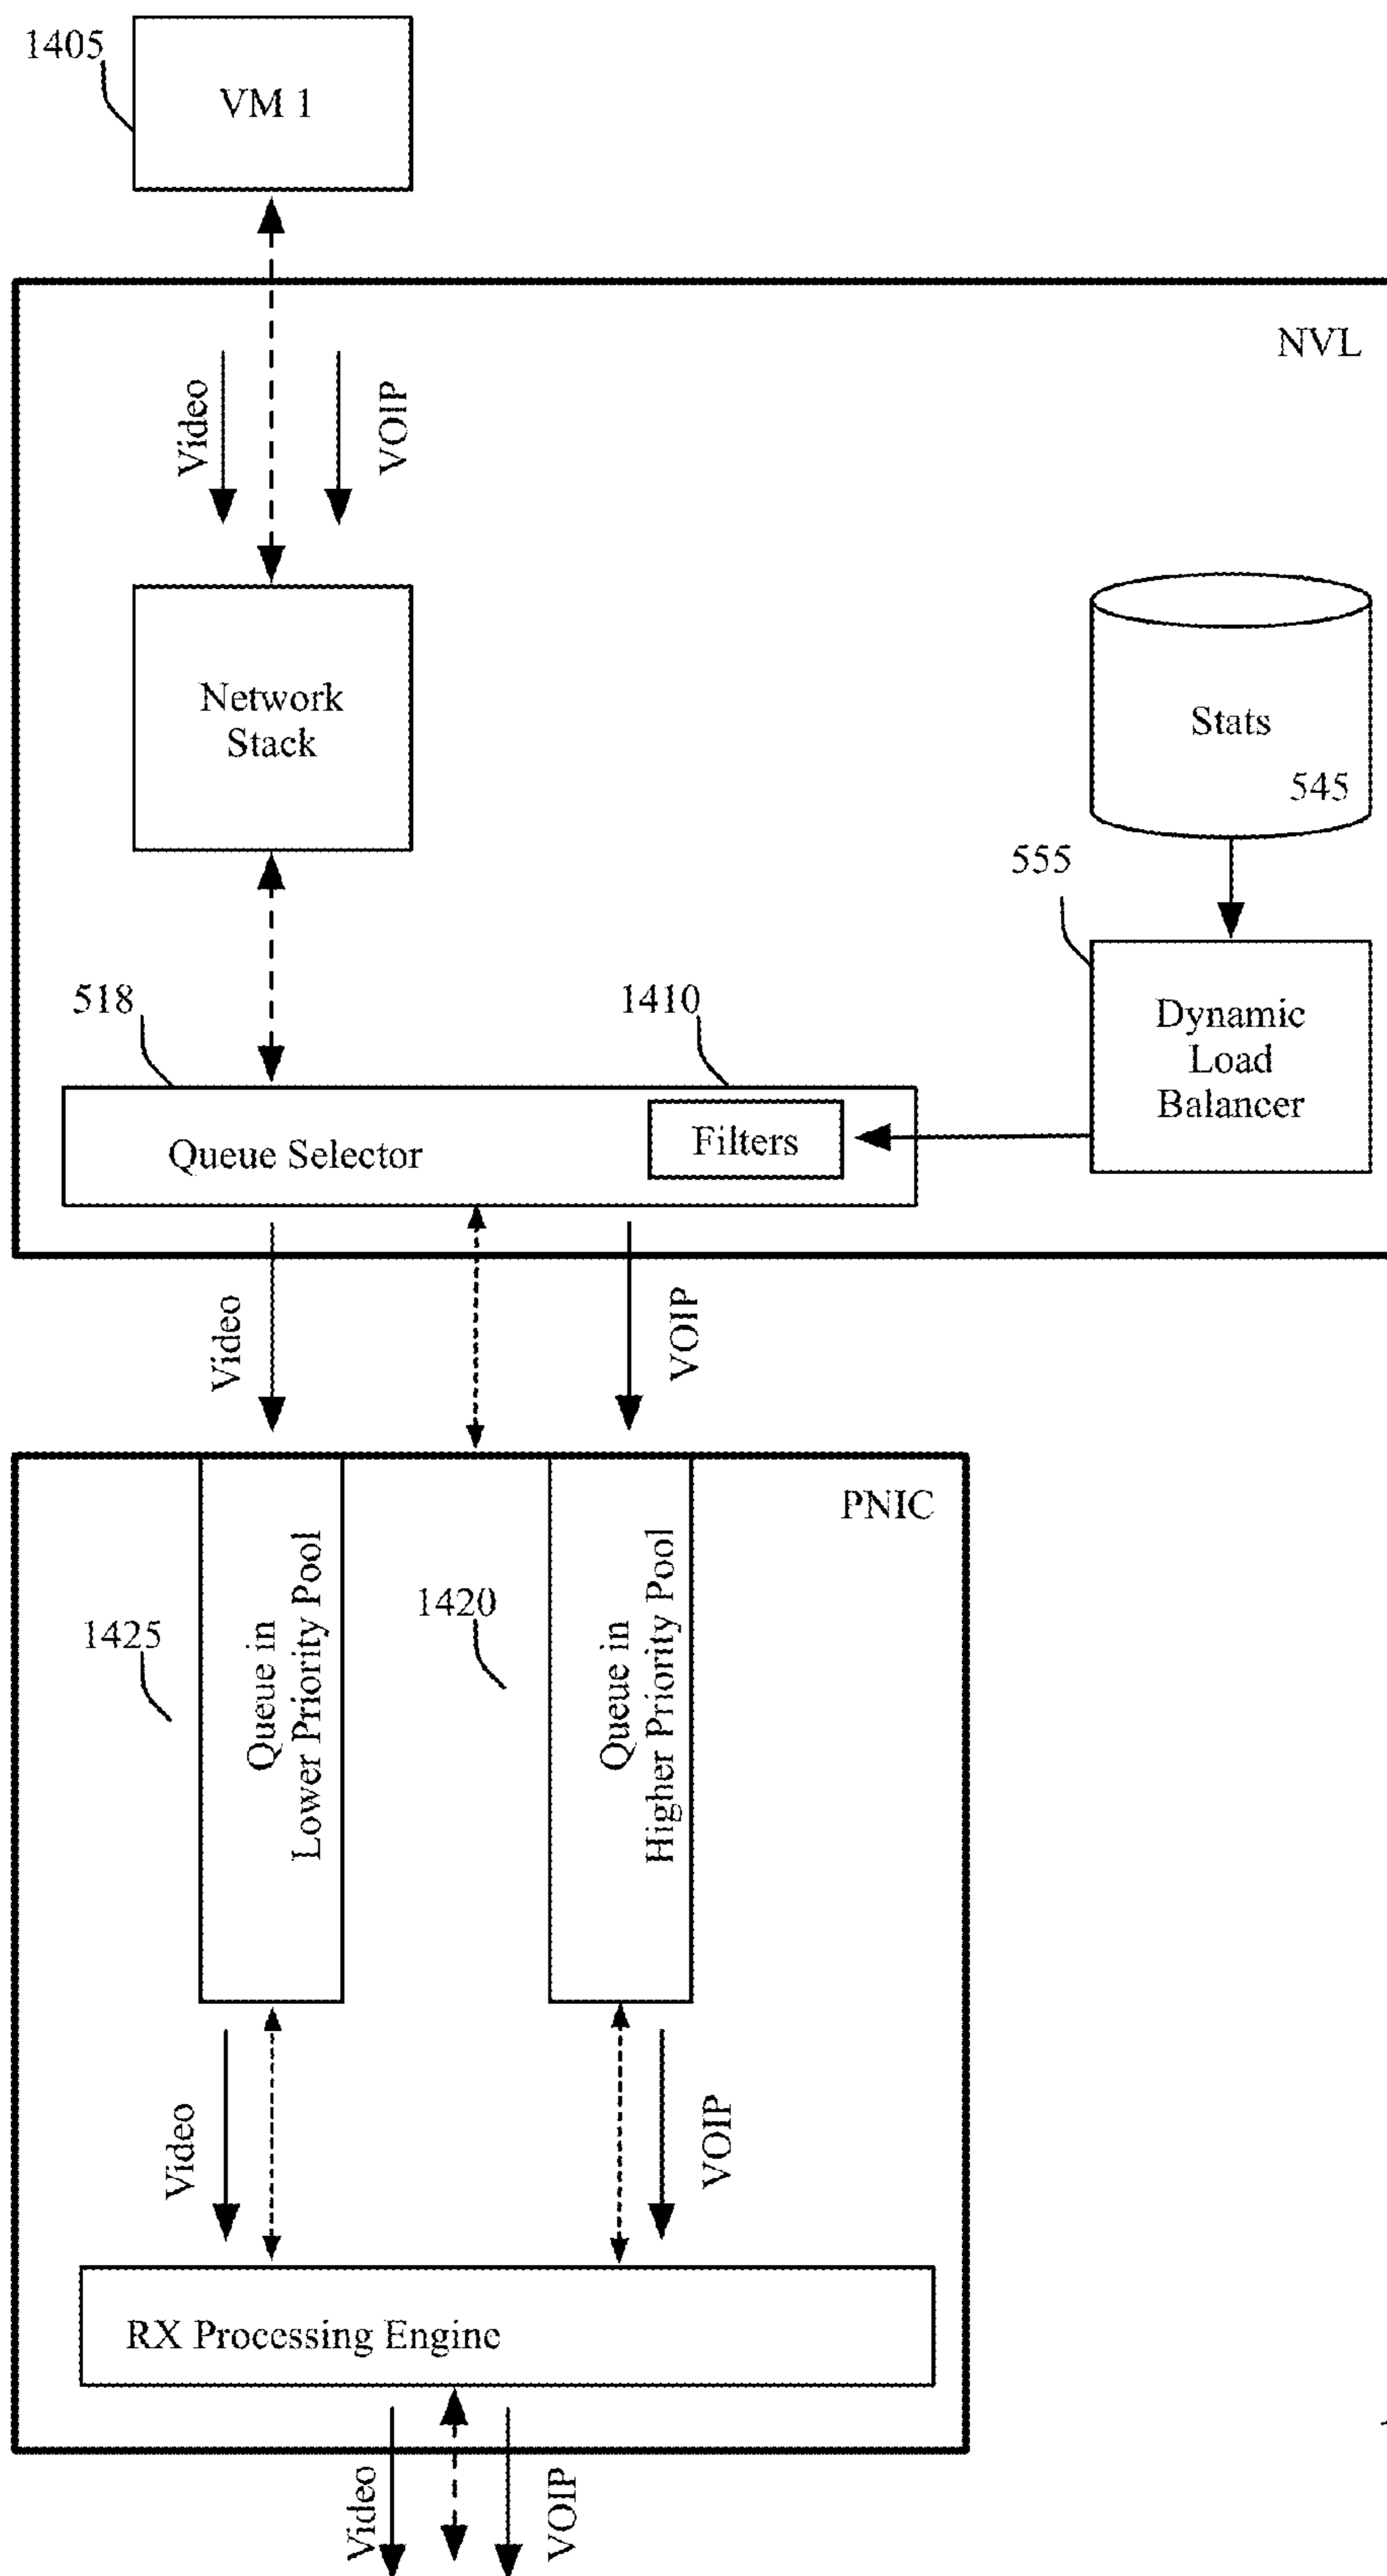 1405
VM 1
NVL
Video
VOIP
Network
Stack
Stats
545
555
518
1410
Dynamic
Load
Balancer
Queue Selector
Filters
Video
VOIP
PNIC
1425
Queue in
Lower Priority Pool
1420
Queue in
Higher Priority Pool
Video
VOIP
RX Processing Engine
Video
VOIP